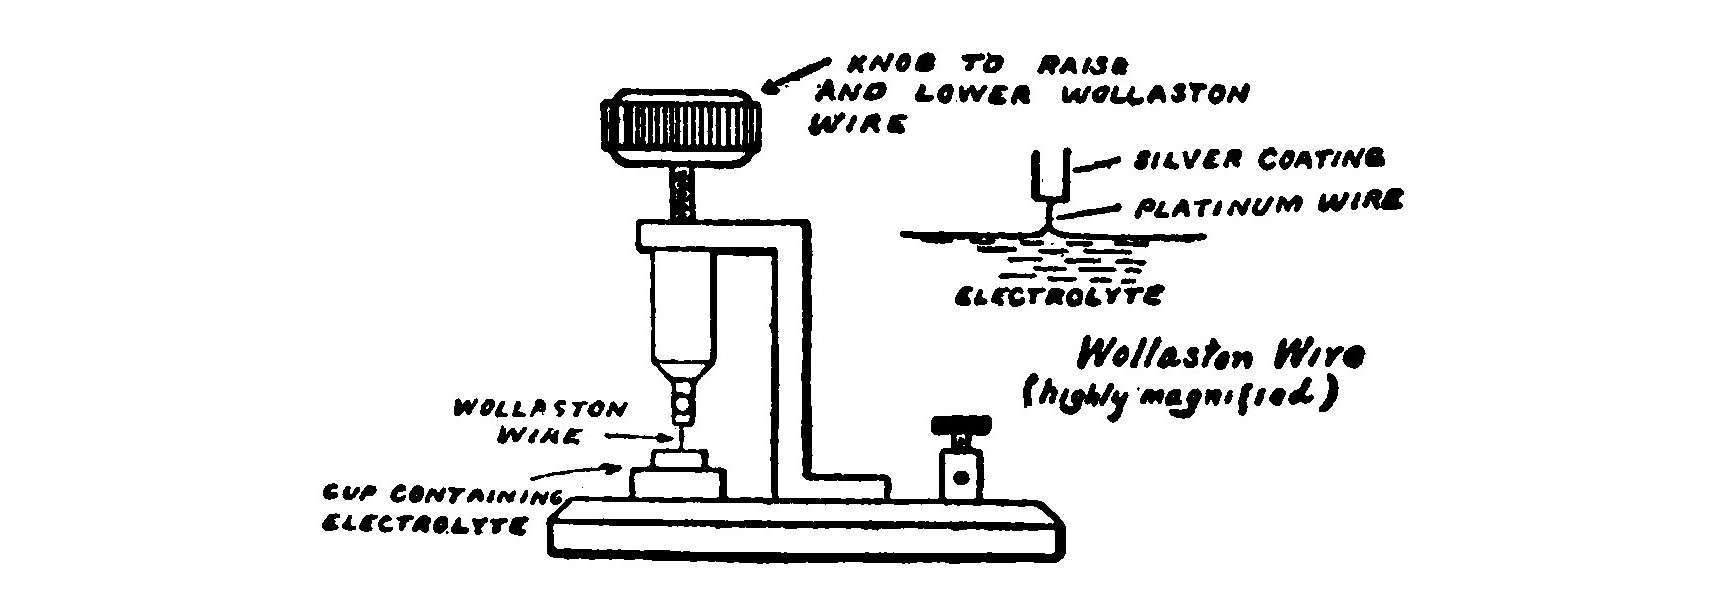 KNOB TO RAISE
AND LOWER WOLLASTON
WIRE
SILVER COATING
PLATINUM WIRE
ELECTROLYTE
Wollaston Wire
(highly magnified)
WOLLASTON
WIRE
CUP CONTAINING
ELECTROLYTE